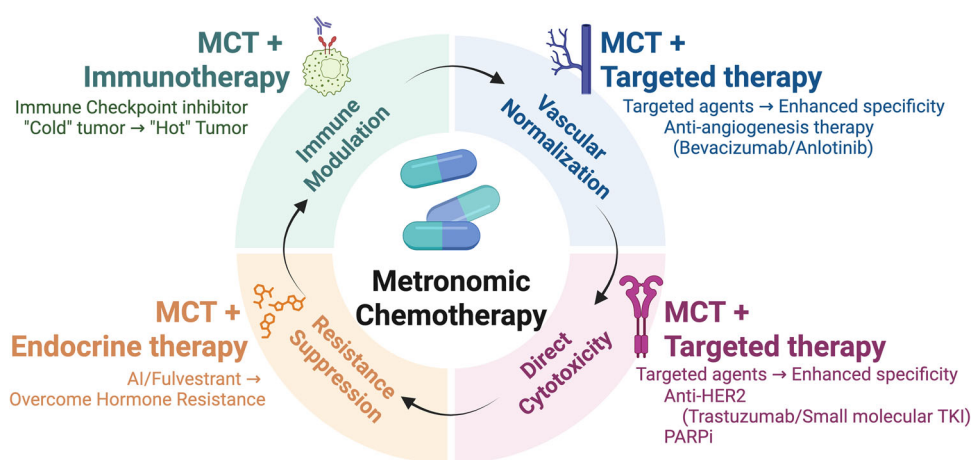 MCT +
Immunotherapy
Immune Checkpoint inhibitor
"Cold" tumor → "Hot" Tumor
Immune
Modulation
MCT +
Targeted therapy
Targeted agents → Enhanced specificity
Anti-angiogenesis therapy
(Bevacizumab/Anlotinib)
Vascular
Normalization
Metronomic
Chemotherapy
MCT +
Endocrine therapy
AI/Fulvestrant →
Overcome Hormone Resistance
Resistance
Suppression
Direct
Cytotoxicity
MCT +
Targeted therapy
Targeted agents → Enhanced specificity
Anti-HER2
(Trastuzumab/Small molecular TKI)
PARPi